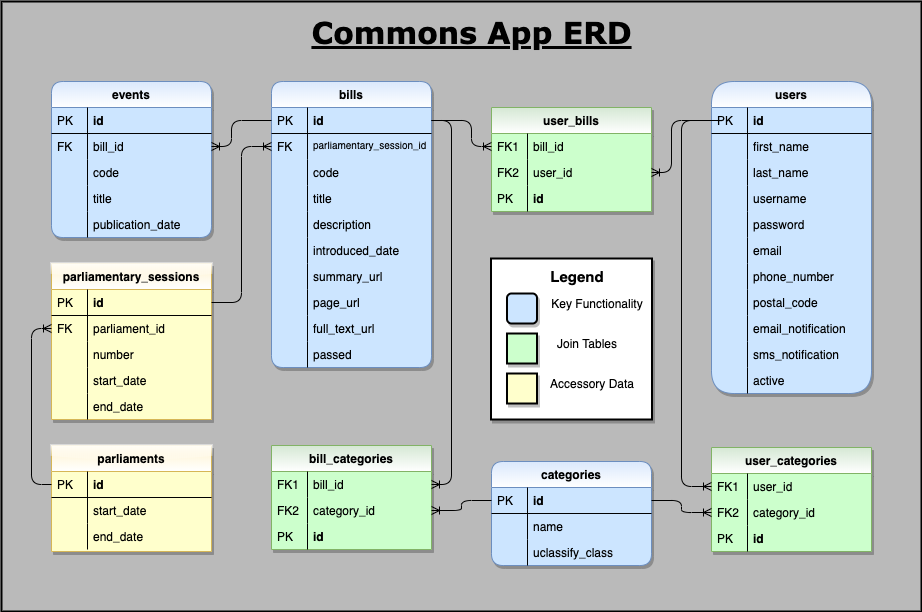 Commons App ERD
events
PK id
FK bill_id
code
title
publication_date
bills
PK id
FK parliamentary_session_id
code
title
description
introduced_date
summary_url
page_url
full_text_url
passed
user_bills
FK1 bill_id
FK2 user_id
PK id
users
PK id
first_name
last_name
username
password
email
phone_number
postal_code
email_notification
sms_notification
active
parliamentary_sessions
PK id
FK parliament_id
number
start_date
end_date
Legend
Key Functionality
Join Tables
Accessory Data
parliaments
PK id
start_date
end_date
bill_categories
FK1 bill_id
FK2 category_id
PK id
categories
PK id
name
uclassify_class
user_categories
FK1 user_id
FK2 category_id
PK id